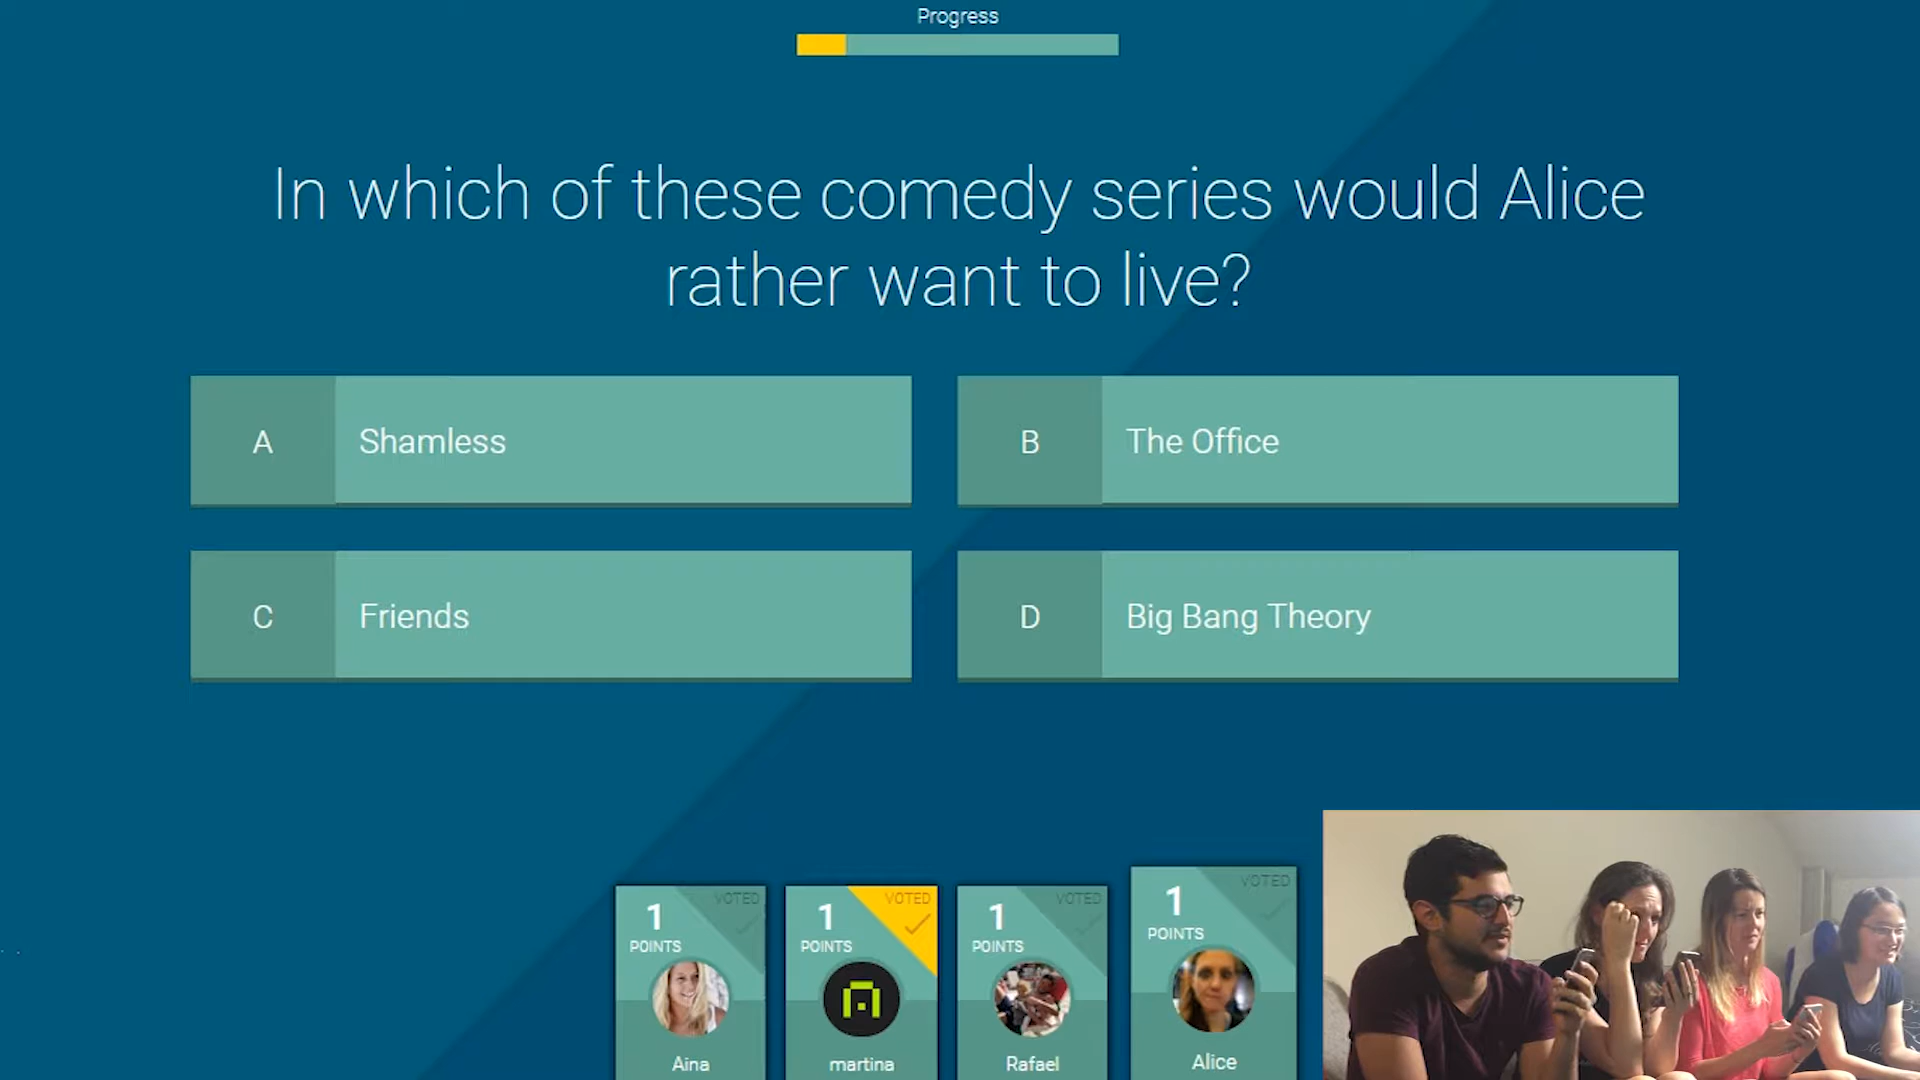 Progress
In which of these comedy series would Alice
rather want to live?
A Shamless
B The Office
C Friends
D Big Bang Theory
1 VOTED
POINTS
Aina
1 VOTED
POINTS
martina
1 VOTED
POINTS
Rafael
1 VOTED
POINTS
Alice